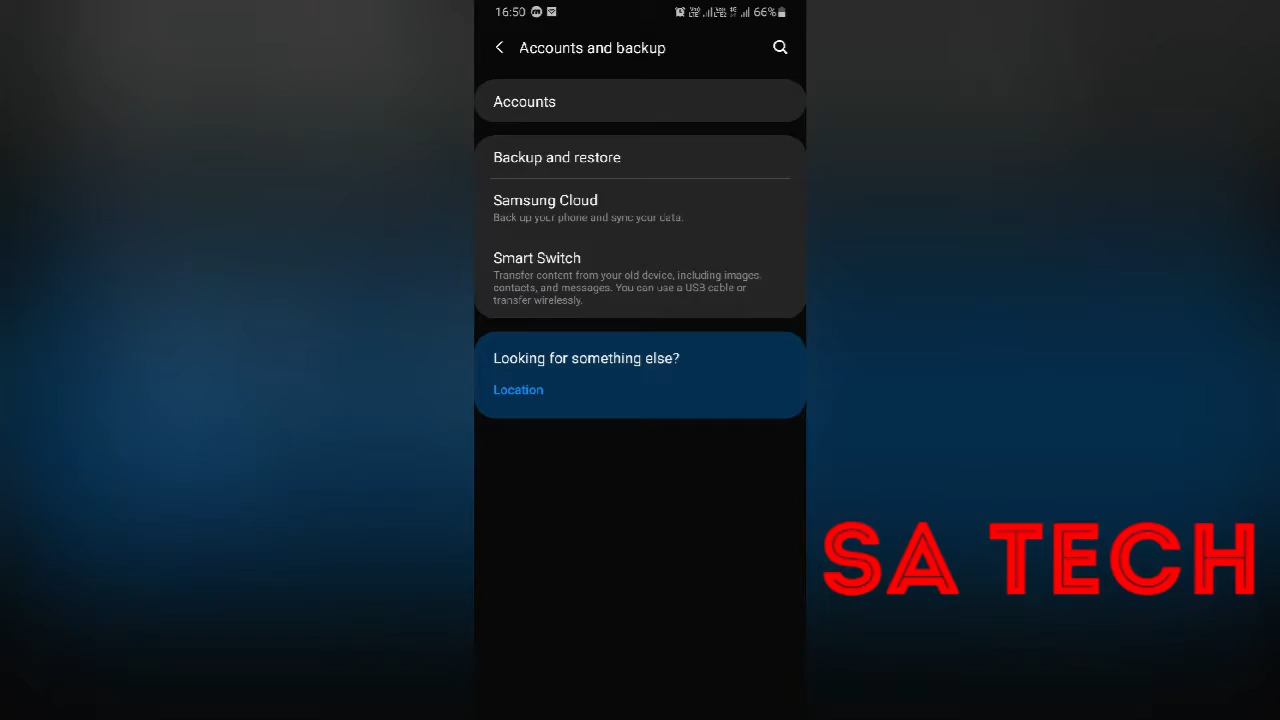 16:50
66%
Accounts and backup
Accounts
Backup and restore
Samsung Cloud
Back up your phone and sync your data.
Smart Switch
Transfer content from your old device, including images,
contacts, and messages. You can use a USB cable or
transfer wirelessly.
Looking for something else?
Location
SA TECH